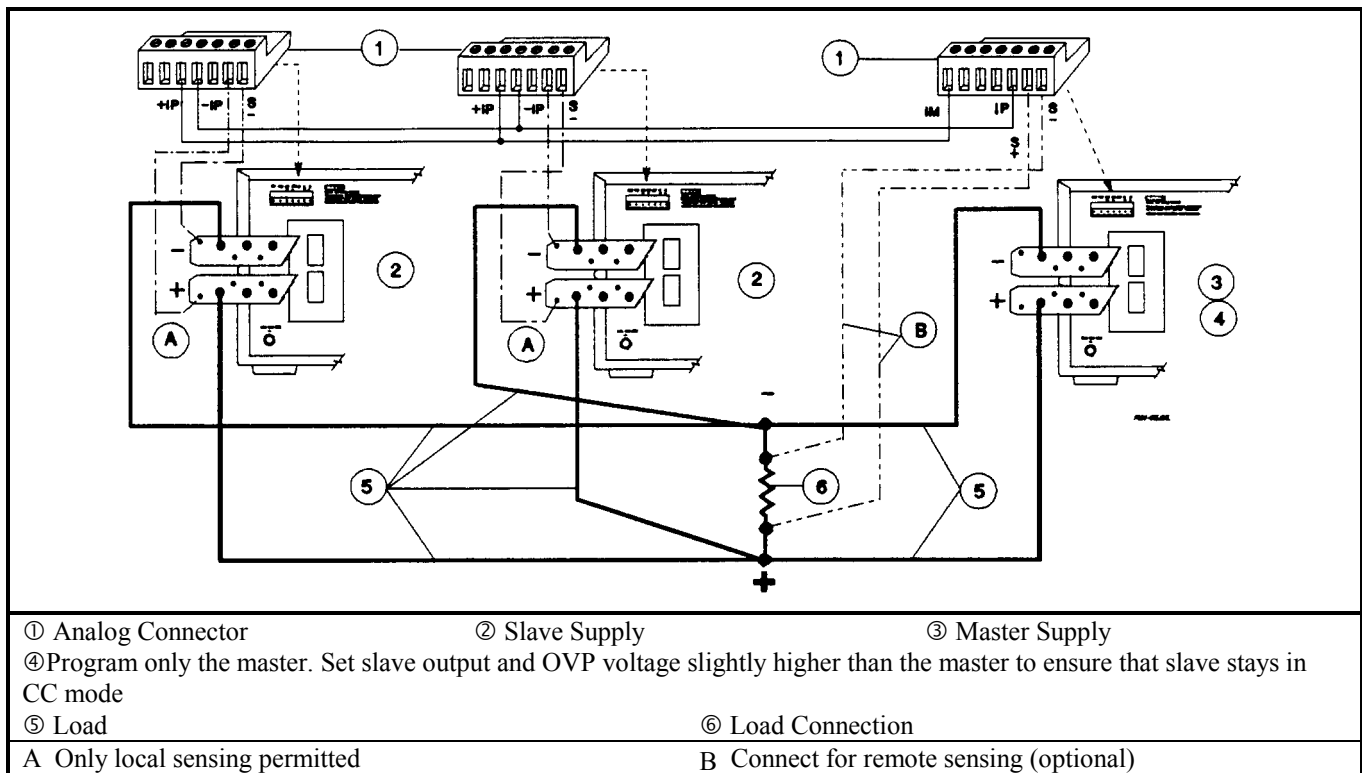 1
1
+IP -IP S -
+IP -IP S -
IM ↓P S -
S +
-
+
2
-
+
2
-
+
3
4
A
A
B
-
5
6
5
+
① Analog Connector ② Slave Supply ③ Master Supply
④Program only the master. Set slave output and OVP voltage slightly higher than the master to ensure that slave stays in
CC mode
⑤ Load ⑥ Load Connection
A Only local sensing permitted B Connect for remote sensing (optional)